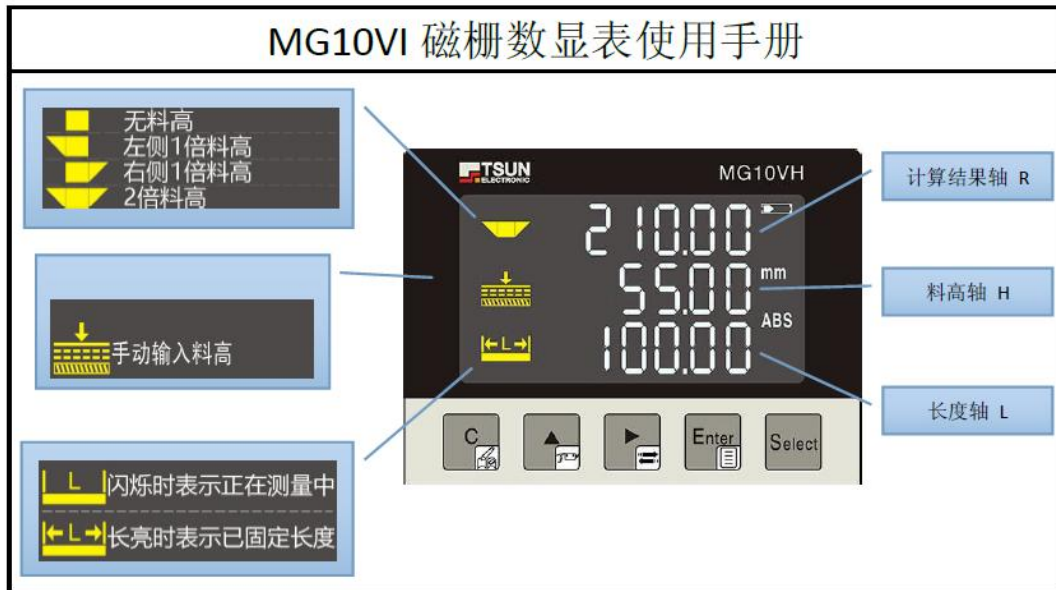 MG10VI 磁栅数显表使用手册
无料高
左侧1倍料高
右侧1倍料高
2倍料高
手动输入料高
L 闪烁时表示正在测量中
←L→ 长亮时表示已固定长度
TSUN
ELECTRONIC
MG10VH
210.00
55.00 mm
ABS
←L→ 100.00
C
Enter
Select
计算结果轴 R
料高轴 H
长度轴 L